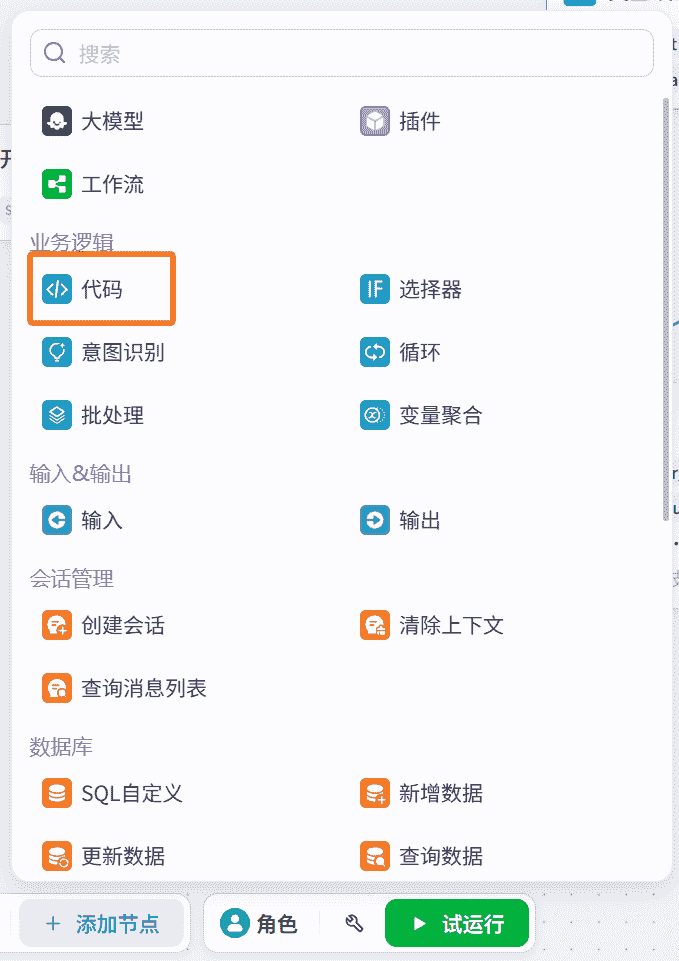 搜索
大模型
插件
工作流
业务逻辑
代码
IF
选择器
意图识别
循环
批处理
变量聚合
输入&输出
输入
输出
会话管理
创建会话
清除上下文
查询消息列表
数据库
SQL自定义
新增数据
更新数据
查询数据
添加节点
角色
试运行